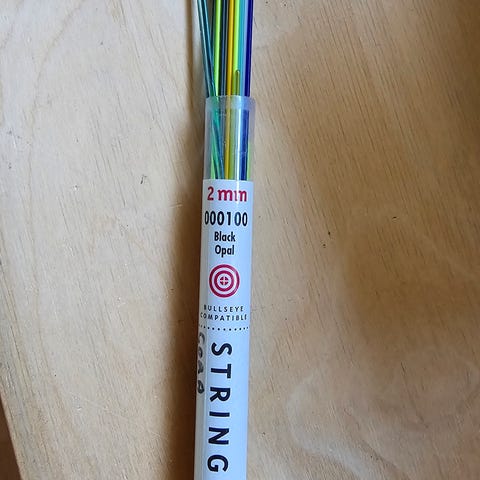 2 mm
000100
Black
Opal
BULLSEYE
COMPATIBLE
STRING